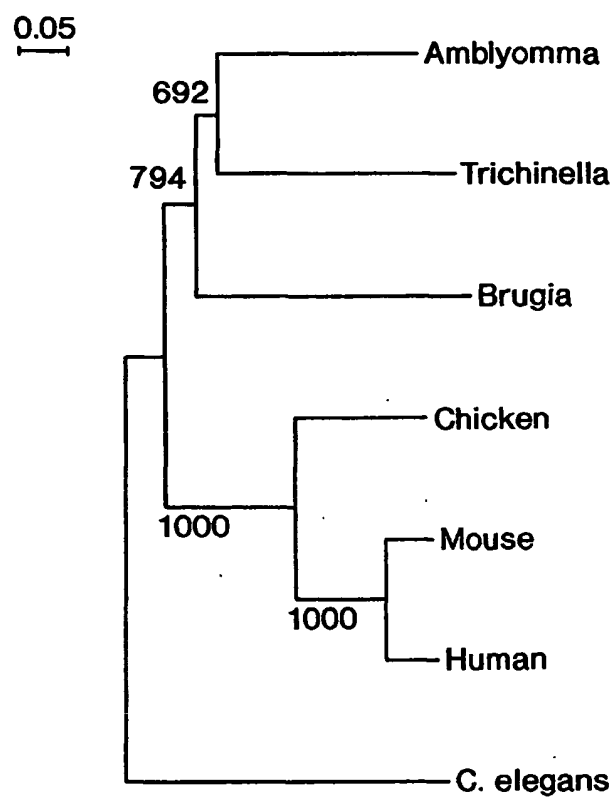 0.05
Amblyomma
692
Trichinella
794
Brugia
Chicken
1000
Mouse
1000
Human
C. elegans